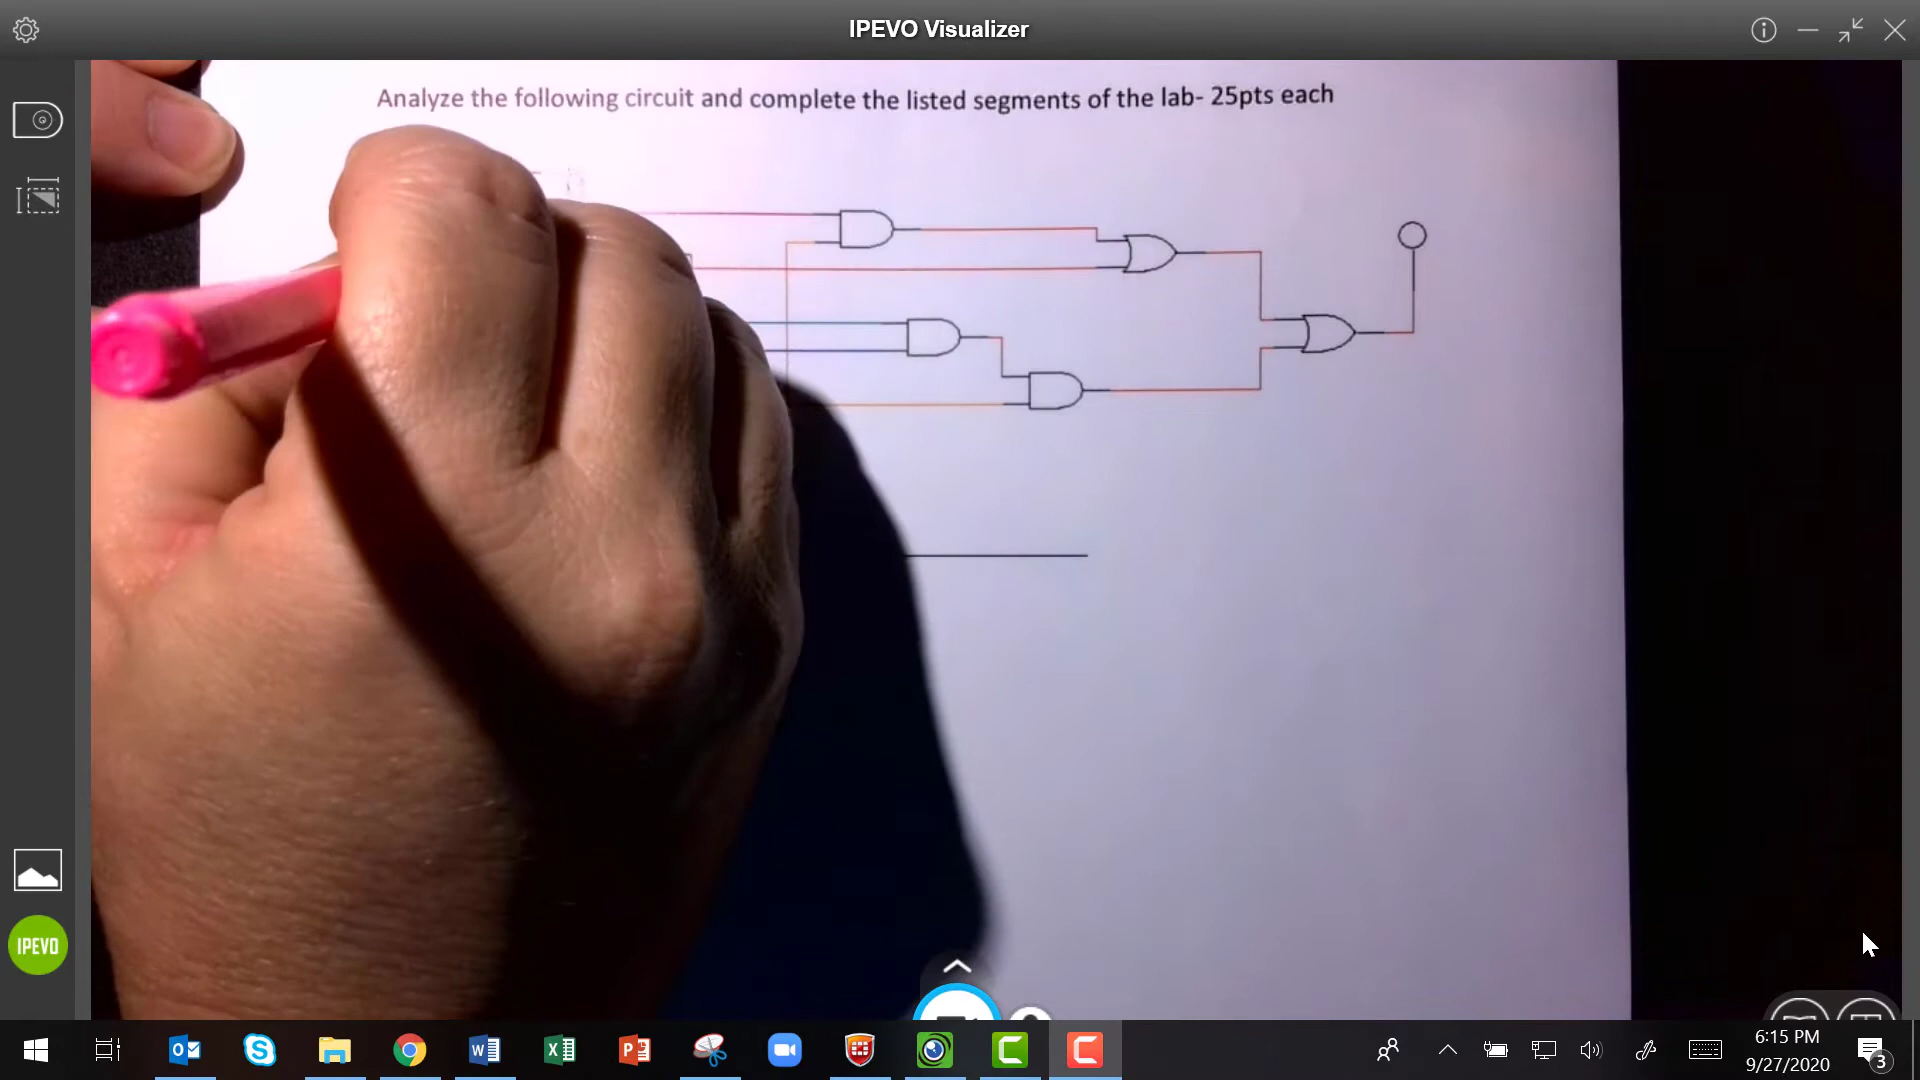 IPEVO Visualizer
Analyze the following circuit and complete the listed segments of the lab- 25pts each
IPEVO
6:15 PM
9/27/2020
3